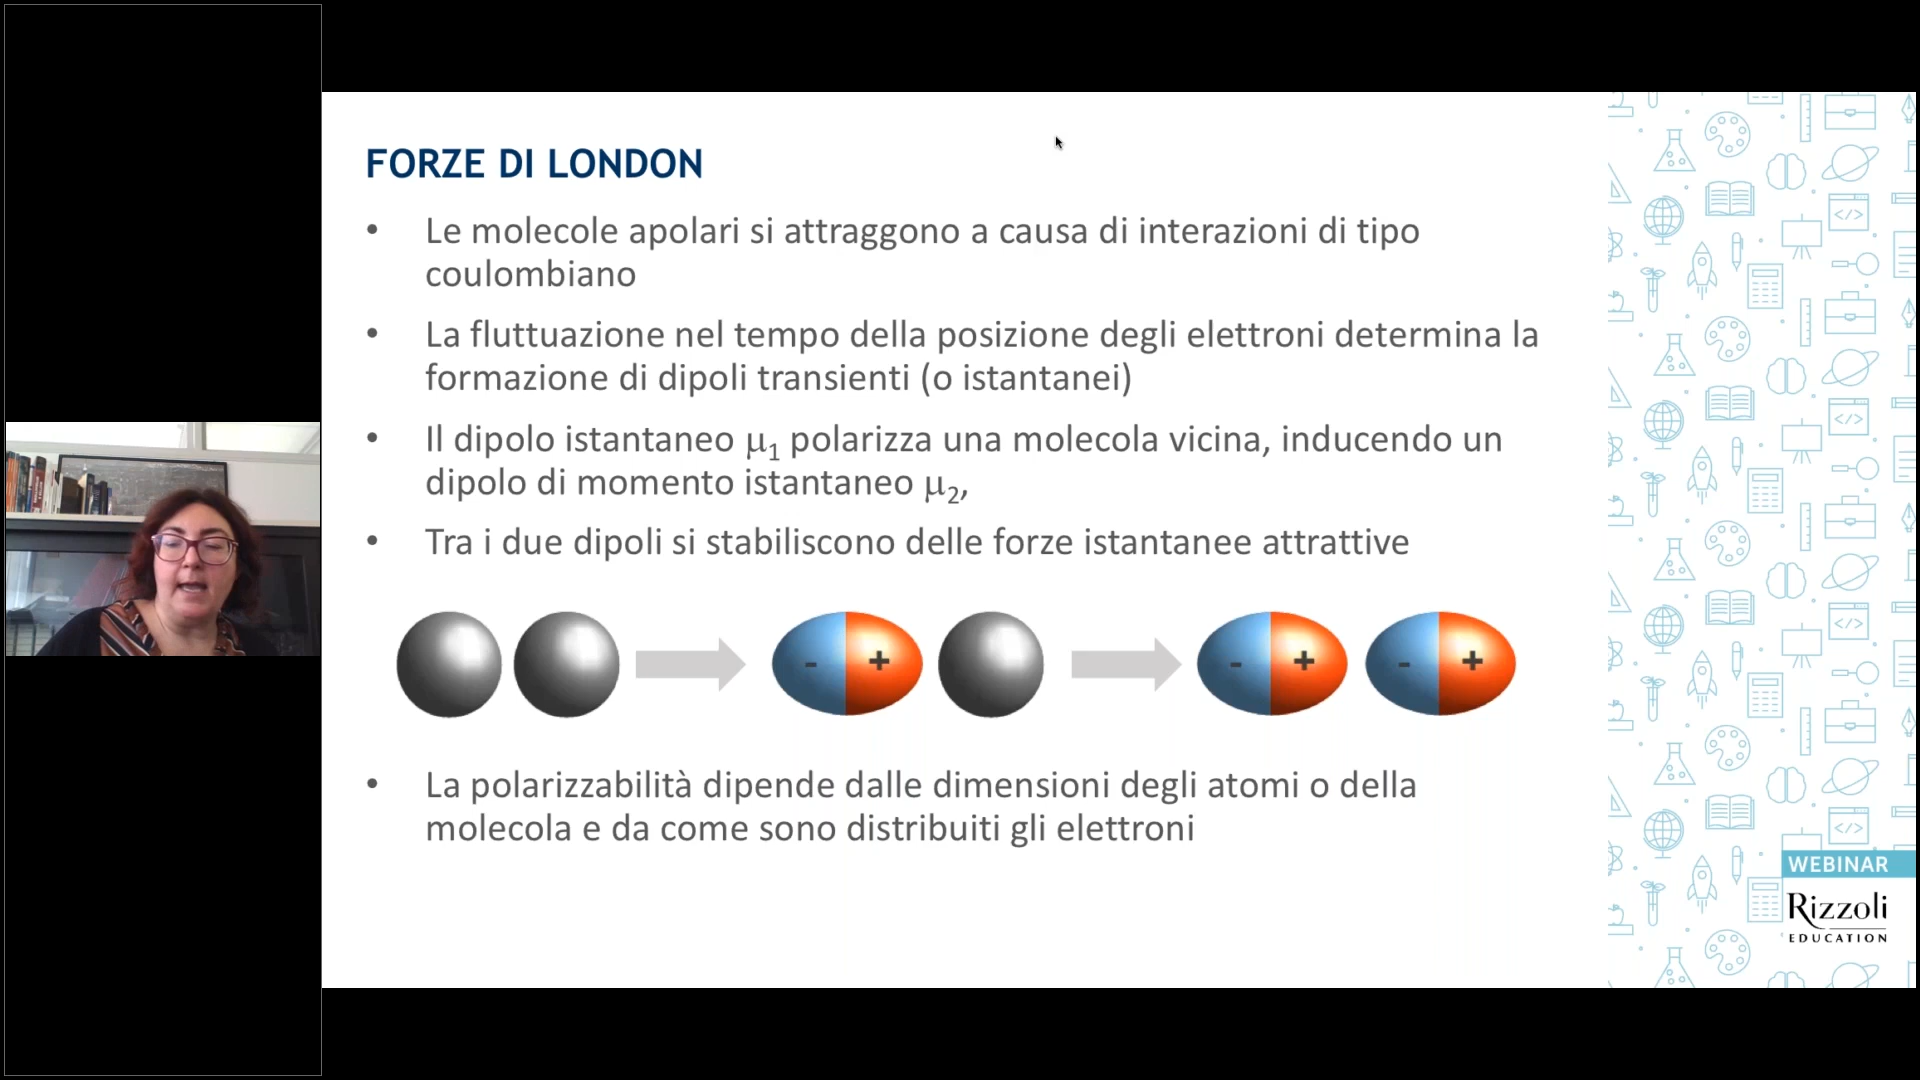 FORZE DI LONDON
• Le molecole apolari si attraggono a causa di interazioni di tipo
coulombiano
• La fluttuazione nel tempo della posizione degli elettroni determina la
formazione di dipoli transienti (o istantanei)
• Il dipolo istantaneo μ₁ polarizza una molecola vicina, inducendo un
dipolo di momento istantaneo μ₂,
• Tra i due dipoli si stabiliscono delle forze istantanee attrattive
- + - + - +
• La polarizzabilità dipende dalle dimensioni degli atomi o della
molecola e da come sono distribuiti gli elettroni
WEBINAR
Rizzoli
EDUCATION